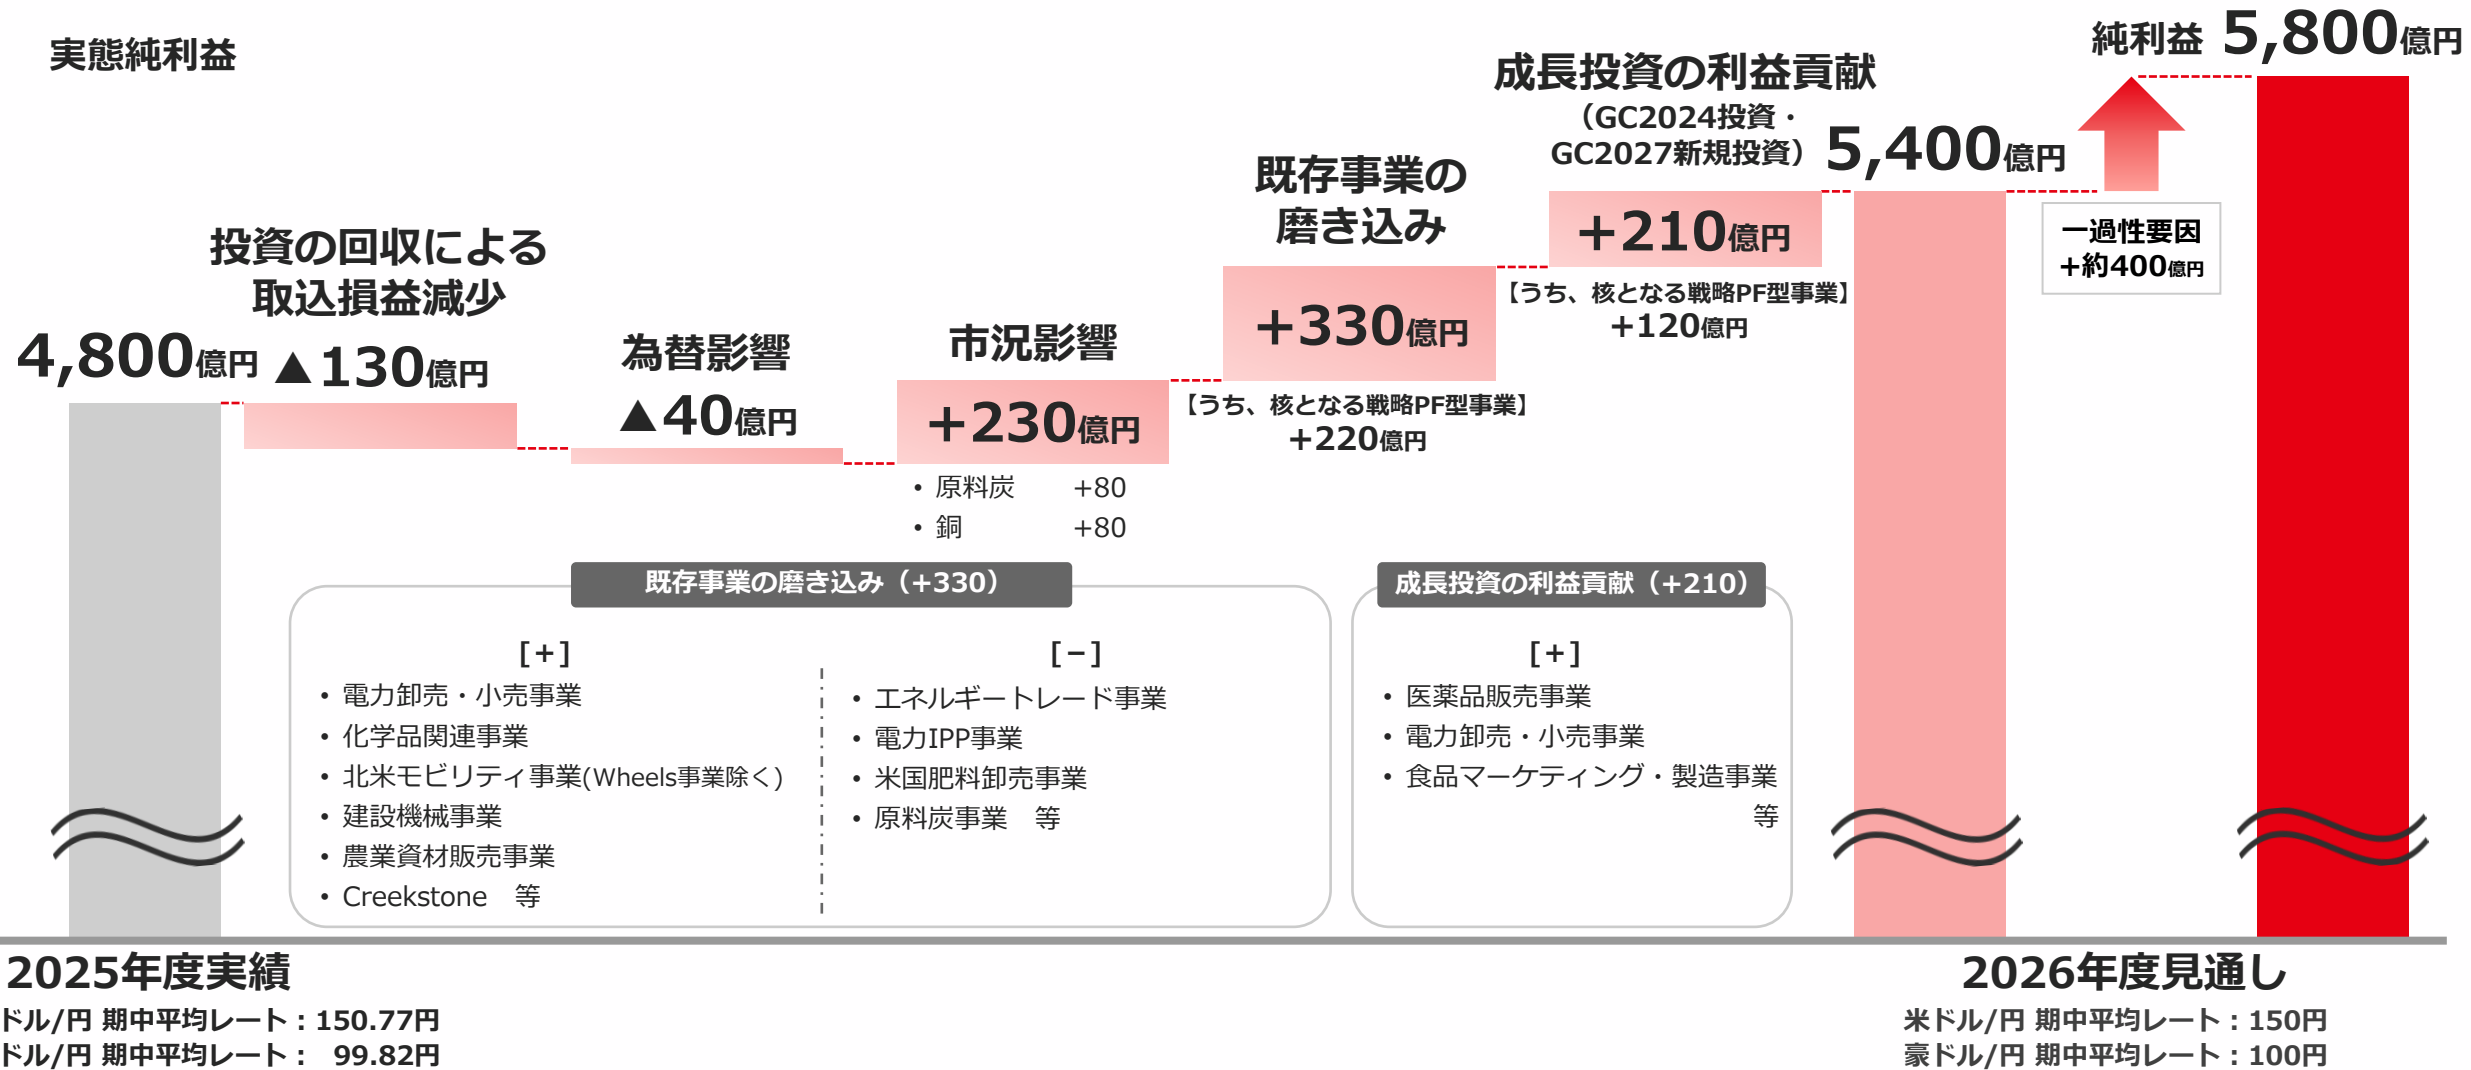 実態純利益
純利益 5,800億円
成長投資の利益貢献
（GC2024投資・
GC2027新規投資）
5,400億円
既存事業の
磨き込み
+210億円
一過性要因
+約400億円
投資の回収による
取込損益減少
+330億円
【うち、核となる戦略PF型事業】
+120億円
為替影響
市況影響
4,800億円
▲130億円
▲40億円
+230億円
【うち、核となる戦略PF型事業】
+220億円
• 原料炭 +80
• 銅 +80
既存事業の磨き込み（+330）
[+]
• 電力卸売・小売事業
• 化学品関連事業
• 北米モビリティ事業(Wheels事業除く)
• 建設機械事業
• 農業資材販売事業
• Creekstone 等
[−]
• エネルギートレード事業
• 電力IPP事業
• 米国肥料卸売事業
• 原料炭事業 等
成長投資の利益貢献（+210）
[+]
• 医薬品販売事業
• 電力卸売・小売事業
• 食品マーケティング・製造事業
等
2025年度実績
ドル/円 期中平均レート：150.77円
ドル/円 期中平均レート： 99.82円
2026年度見通し
米ドル/円 期中平均レート：150円
豪ドル/円 期中平均レート：100円